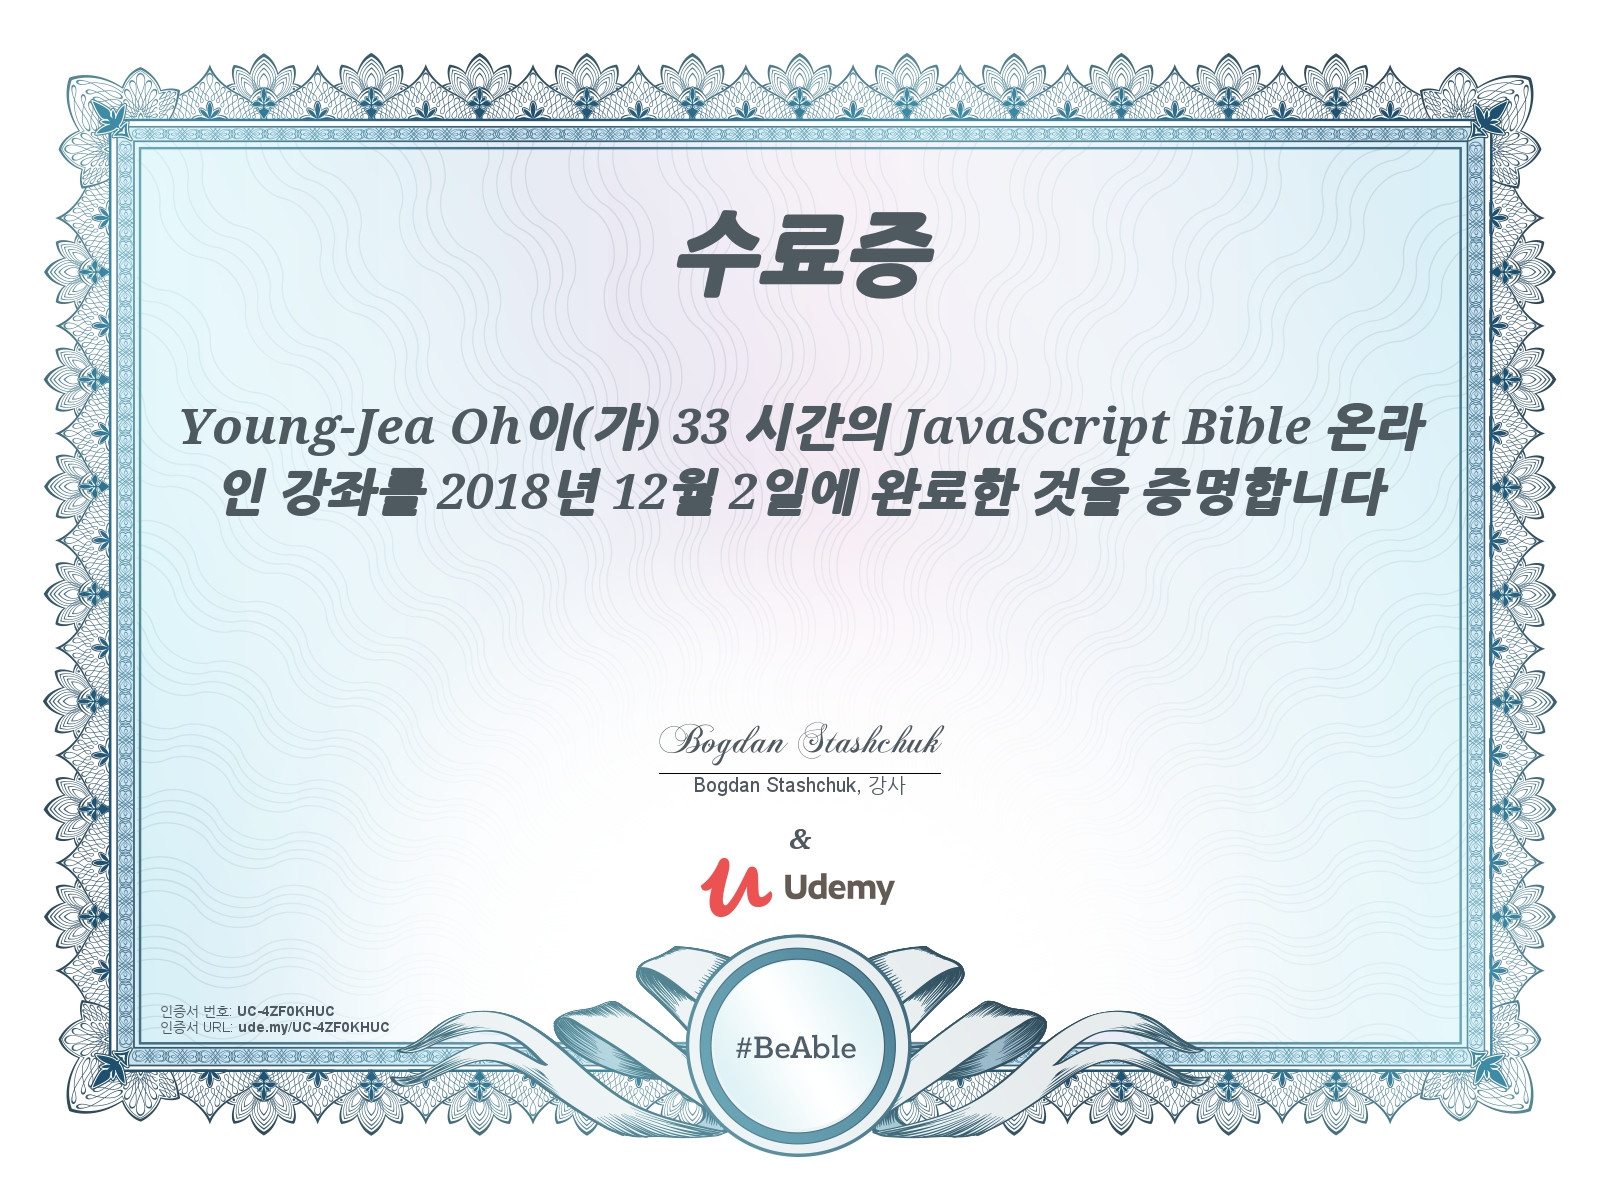 수료증
Young-Jea Oh이(가) 33 시간의 JavaScript Bible 온라
인 강좌를 2018년 12월 2일에 완료한 것을 증명합니다
Bogdan Stashchuk
Bogdan Stashchuk, 강사
&
Udemy
인증서 번호: UC-4ZF0KHUC
인증서 URL: ude.my/UC-4ZF0KHUC
#BeAble